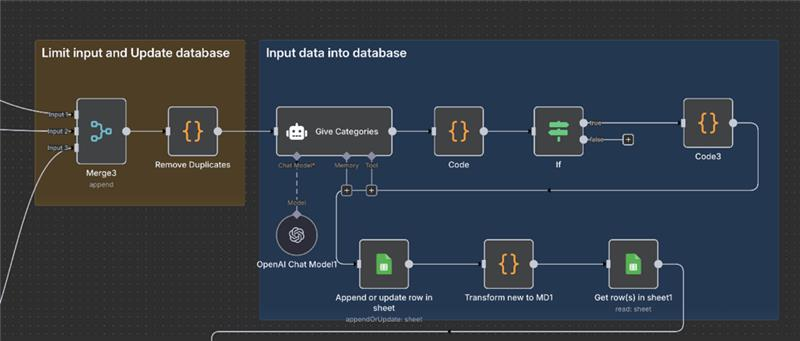 Limit input and Update database
Input data into database
Input 1
Input 2
Input 3
Merge3
append
Remove Duplicates
Give Categories
Chat Model*
Memory
Tool
Model
OpenAI Chat Model1
Code
If
true
false
Code3
Append or update row in
sheet
appendOrUpdate: sheet
Transform new to MD1
Get row(s) in sheet1
read: sheet